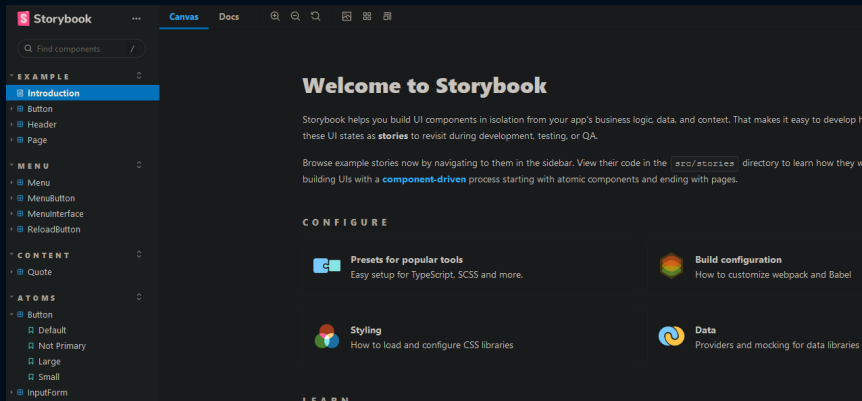 Storybook
Canvas
Docs
Find components
/
EXAMPLE
Introduction
Button
Header
Page
MENU
Menu
MenuButton
MenuInterface
ReloadButton
CONTENT
Quote
ATOMS
Button
Default
Not Primary
Large
Small
InputForm
Welcome to Storybook
Storybook helps you build UI components in isolation from your app's business logic, data, and context. That makes it easy to develop
these UI states as stories to revisit during development, testing, or QA.
Browse example stories now by navigating to them in the sidebar. View their code in the src/stories directory to learn how they
building UIs with a component-driven process starting with atomic components and ending with pages.
CONFIGURE
Presets for popular tools
Easy setup for TypeScript, SCSS and more.
Build configuration
How to customize webpack and Babel
Styling
How to load and configure CSS libraries
Data
Providers and mocking for data libraries
LEARN